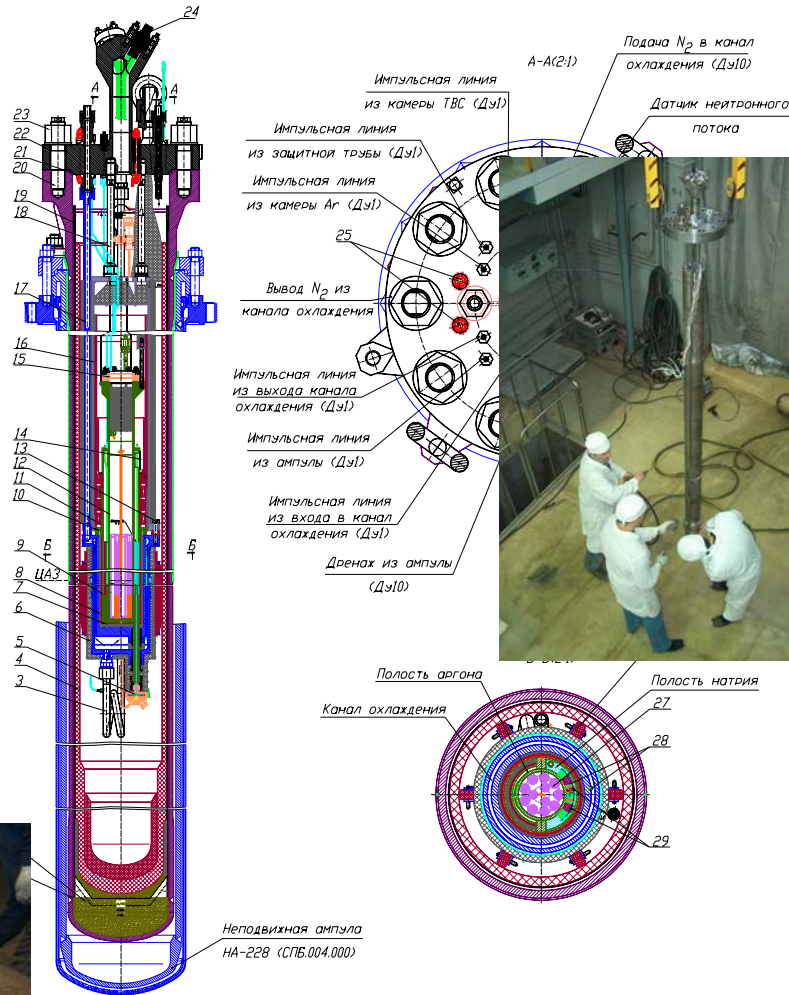 24
А
А
23
22
21
20
19
18
17
16
15
14
13
12
11
10
9
8
7
6
5
4
3
Б
Б
ЦАЗ
Неподвижная ампула
НА-228 (СПБ.004.000)
А-А(2:1)
Подача N2 в канал
охлаждения (Ду10)
Импульсная линия
из камеры ТВС (Ду1)
Датчик нейтронного
потока
Импульсная линия
из защитной трубы (Ду1)
Импульсная линия
из камеры Ar (Ду1)
25
Вывод N2 из
канала охлаждения
Импульсная линия
из выхода канала
охлаждения (Ду1)
Импульсная линия
из ампулы (Ду1)
Импульсная линия
из входа в канал
охлаждения (Ду1)
Дренаж из ампулы
(Ду10)
Полость аргона
Полость натрия
Канал охлаждения
27
28
29